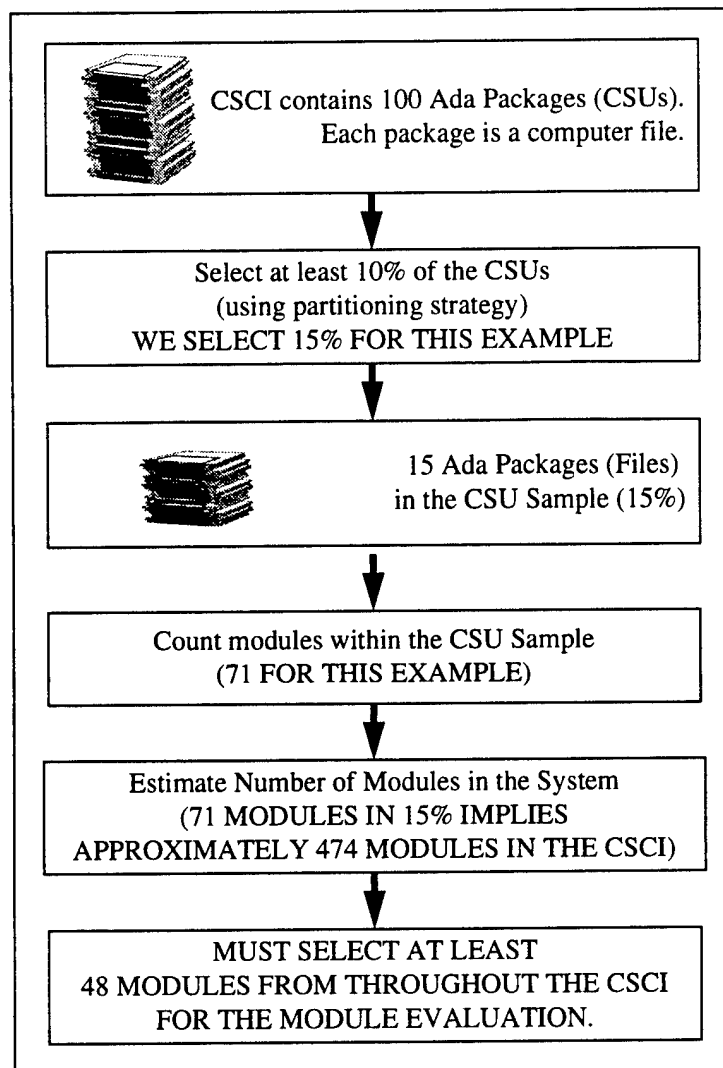 CSCI contains 100 Ada Packages (CSUs).
Each package is a computer file.
Select at least 10% of the CSUs
(using partitioning strategy)
WE SELECT 15% FOR THIS EXAMPLE
15 Ada Packages (Files)
in the CSU Sample (15%)
Count modules within the CSU Sample
(71 FOR THIS EXAMPLE)
Estimate Number of Modules in the System
(71 MODULES IN 15% IMPLIES
APPROXIMATELY 474 MODULES IN THE CSCI)
MUST SELECT AT LEAST
48 MODULES FROM THROUGHOUT THE CSCI
FOR THE MODULE EVALUATION.